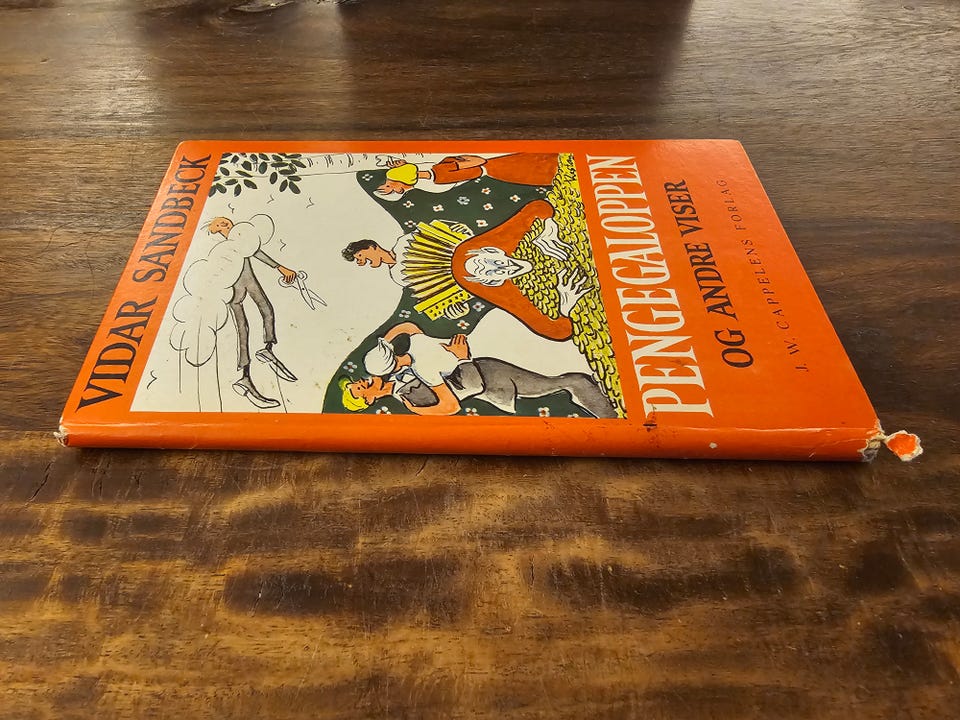 VIDAR SANDBECK
PENGEGALOPPEN
OG ANDRE VISER
J. W. CAPPELENS FORLAG